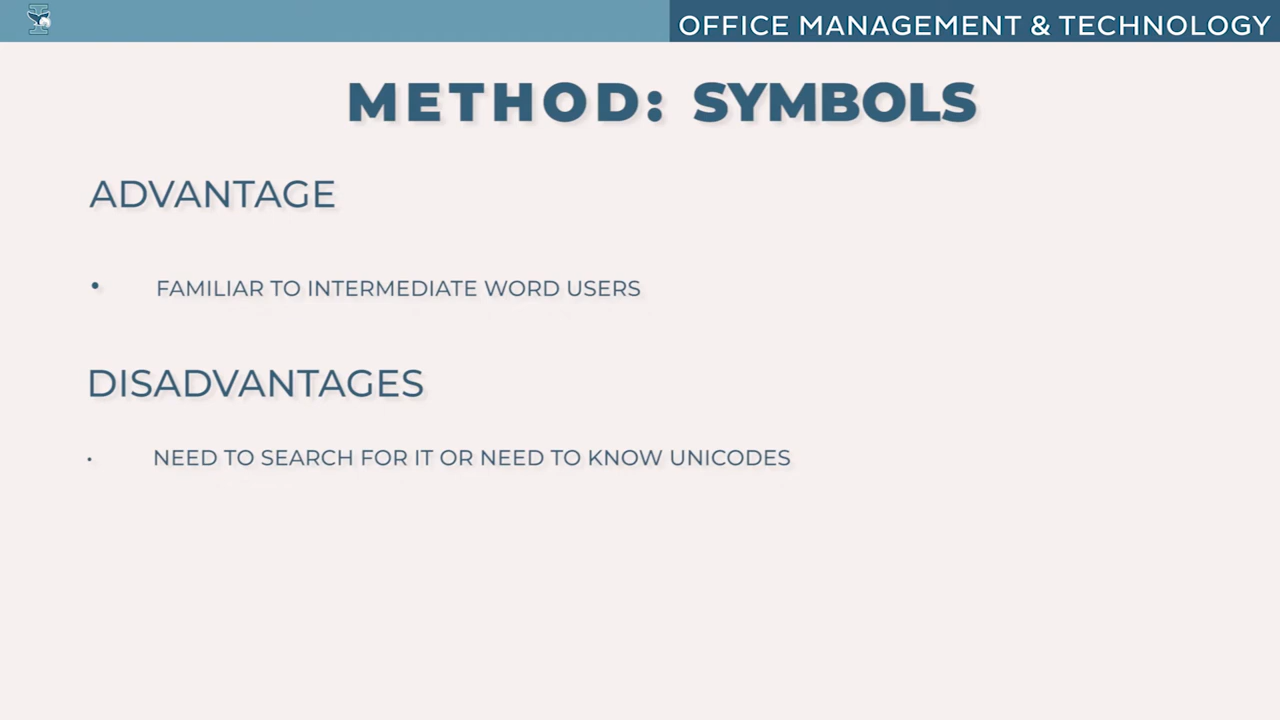 OFFICE MANAGEMENT & TECHNOLOGY
METHOD: SYMBOLS
ADVANTAGE
• FAMILIAR TO INTERMEDIATE WORD USERS
DISADVANTAGES
• NEED TO SEARCH FOR IT OR NEED TO KNOW UNICODES